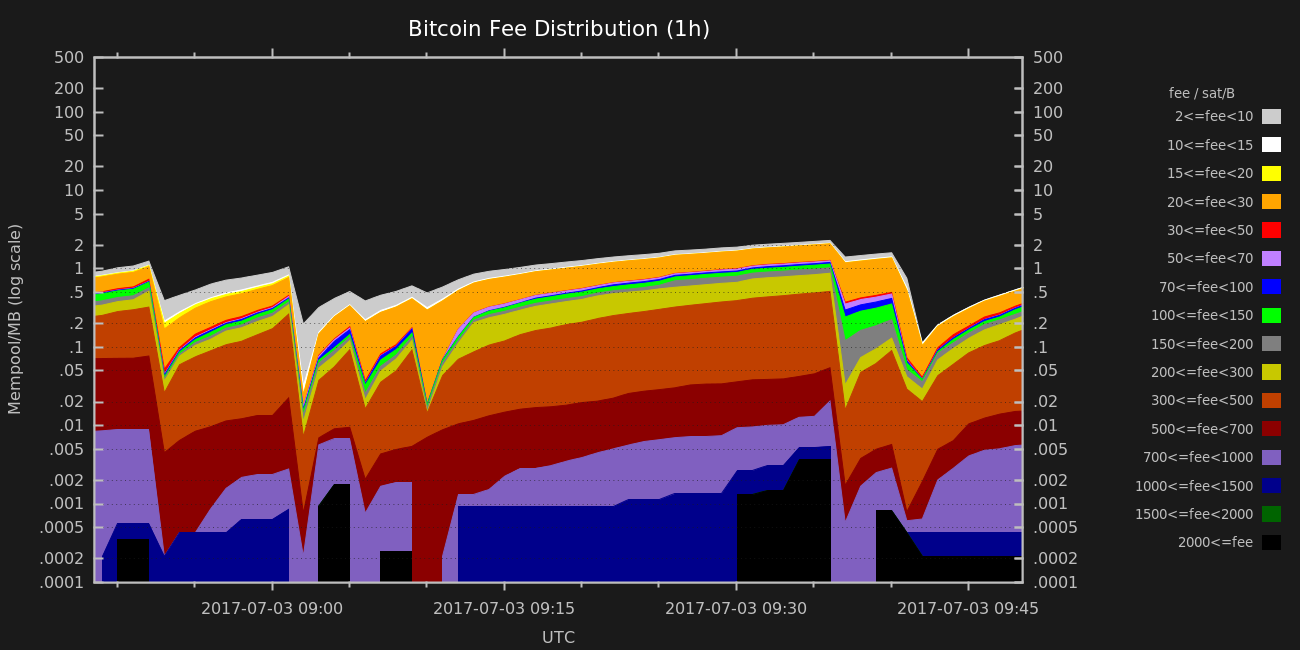 Bitcoin Fee Distribution (1h)
Mempool/MB (log scale)
500
200
100
50
20
10
5
2
1
.5
.2
.1
.05
.02
.01
.005
.002
.001
.0005
.0002
.0001
500
200
100
50
20
10
5
2
1
.5
.2
.1
.05
.02
.01
.005
.002
.001
.0005
.0002
.0001
2017-07-03 09:00
2017-07-03 09:15
2017-07-03 09:30
2017-07-03 09:45
UTC
fee / sat/B
2<=fee<10
10<=fee<15
15<=fee<20
20<=fee<30
30<=fee<50
50<=fee<70
70<=fee<100
100<=fee<150
150<=fee<200
200<=fee<300
300<=fee<500
500<=fee<700
700<=fee<1000
1000<=fee<1500
1500<=fee<2000
2000<=fee